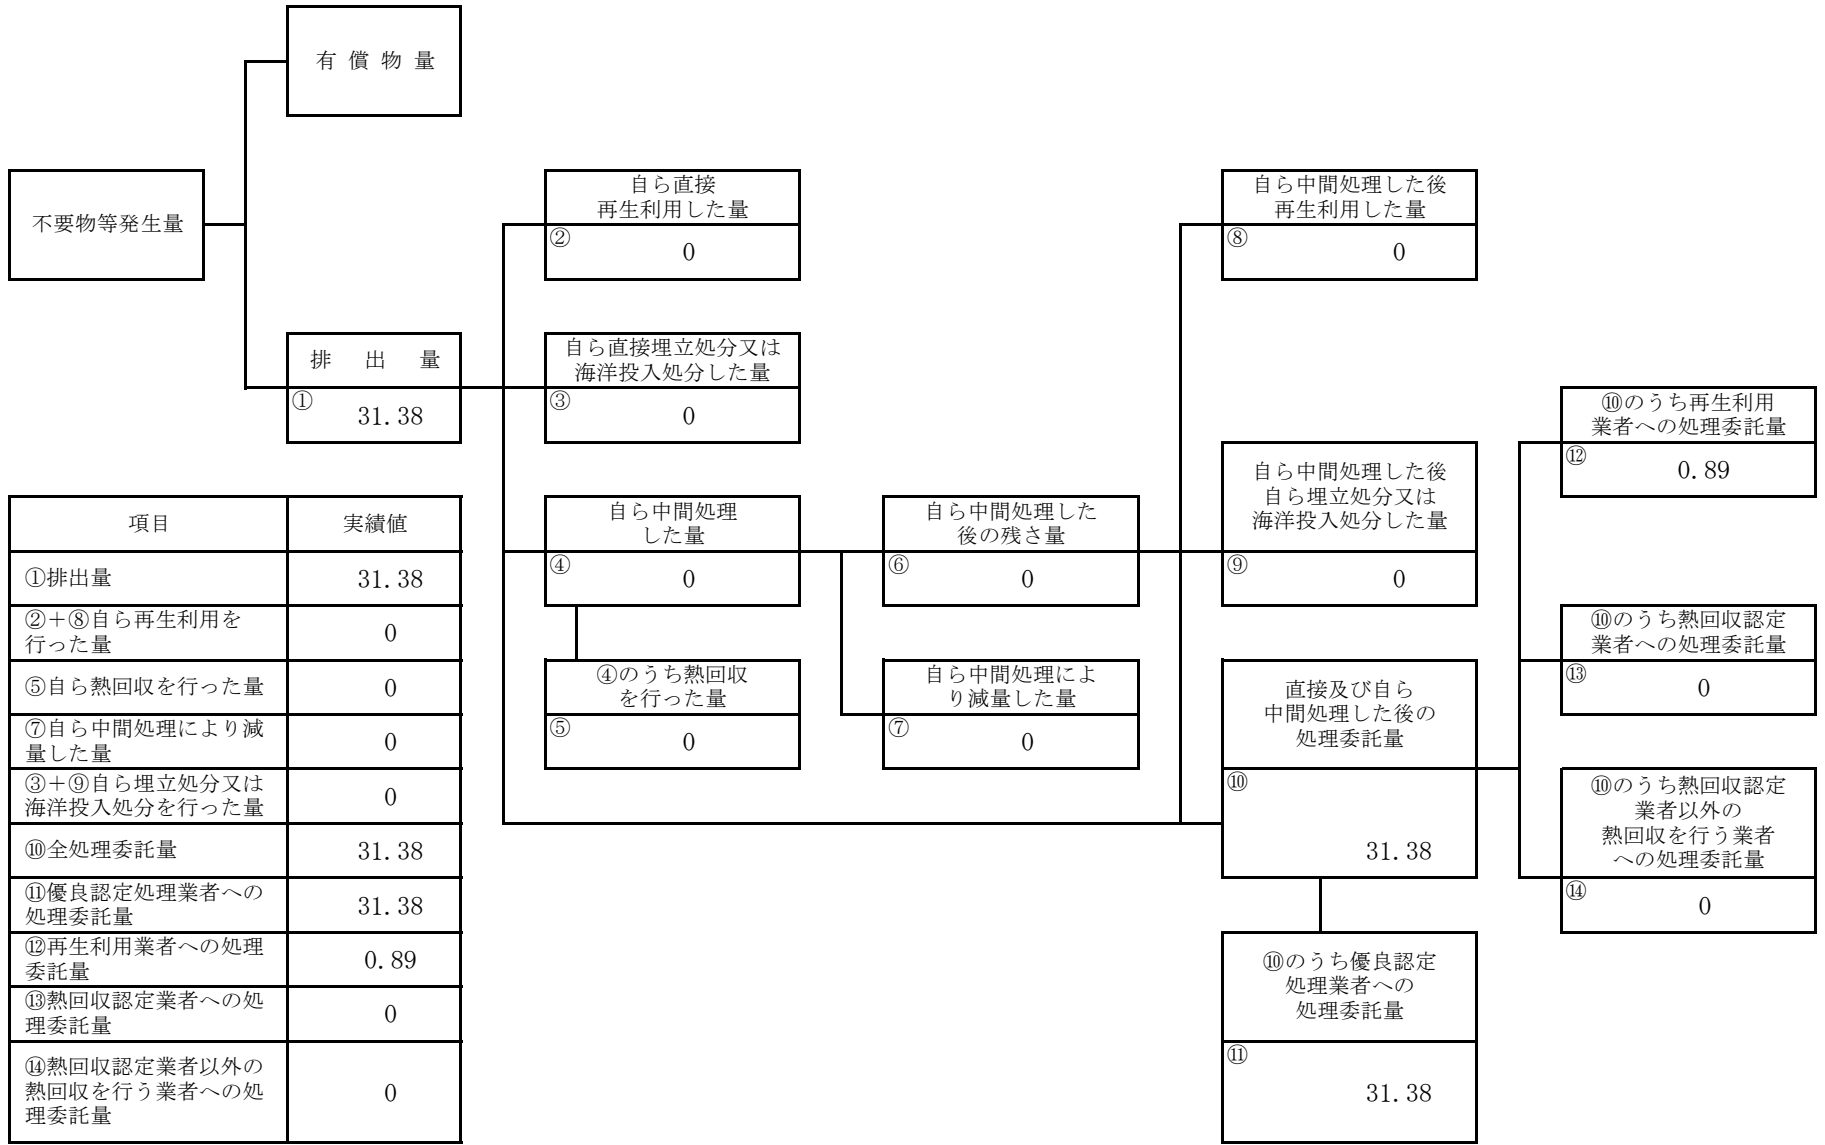 有 償 物 量
不要物等発生量
自ら直接
再生利用した量
②
0
自ら中間処理した後
再生利用した量
⑧
0
排 出 量
①
31.38
自ら直接埋立処分又は
海洋投入処分した量
③
0
⑩のうち再生利用
業者への処理委託量
⑫
0.89
自ら中間処理
した量
④
0
自ら中間処理した
後の残さ量
⑥
0
自ら中間処理した後
自ら埋立処分又は
海洋投入処分した量
⑨
0
⑩のうち熱回収認定
業者への処理委託量
⑬
0
④のうち熱回収
を行った量
⑤
0
自ら中間処理によ
り減量した量
⑦
0
直接及び自ら
中間処理した後の
処理委託量
⑩
31.38
⑩のうち熱回収認定
業者以外の
熱回収を行う業者
への処理委託量
⑭
0
⑩のうち優良認定
処理業者への
処理委託量
⑪
31.38
項目 実績値
①排出量 31.38
②＋⑧自ら再生利用を
行った量
0
⑤自ら熱回収を行った量 0
⑦自ら中間処理により減
量した量
0
③＋⑨自ら埋立処分又は
海洋投入処分を行った量
0
⑩全処理委託量 31.38
⑪優良認定処理業者への
処理委託量
31.38
⑫再生利用業者への処理
委託量
0.89
⑬熱回収認定業者への処
理委託量
0
⑭熱回収認定業者以外の
熱回収を行う業者への処
理委託量
0